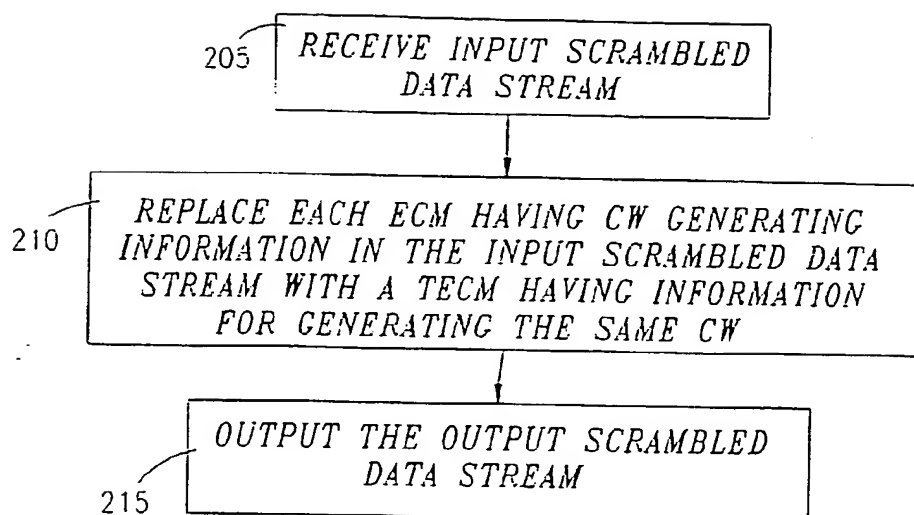 205
RECEIVE INPUT SCRAMBLED
DATA STREAM
210
REPLACE EACH ECM HAVING CW GENERATING
INFORMATION IN THE INPUT SCRAMBLED DATA
STREAM WITH A TECM HAVING INFORMATION
FOR GENERATING THE SAME CW
215
OUTPUT THE OUTPUT SCRAMBLED
DATA STREAM